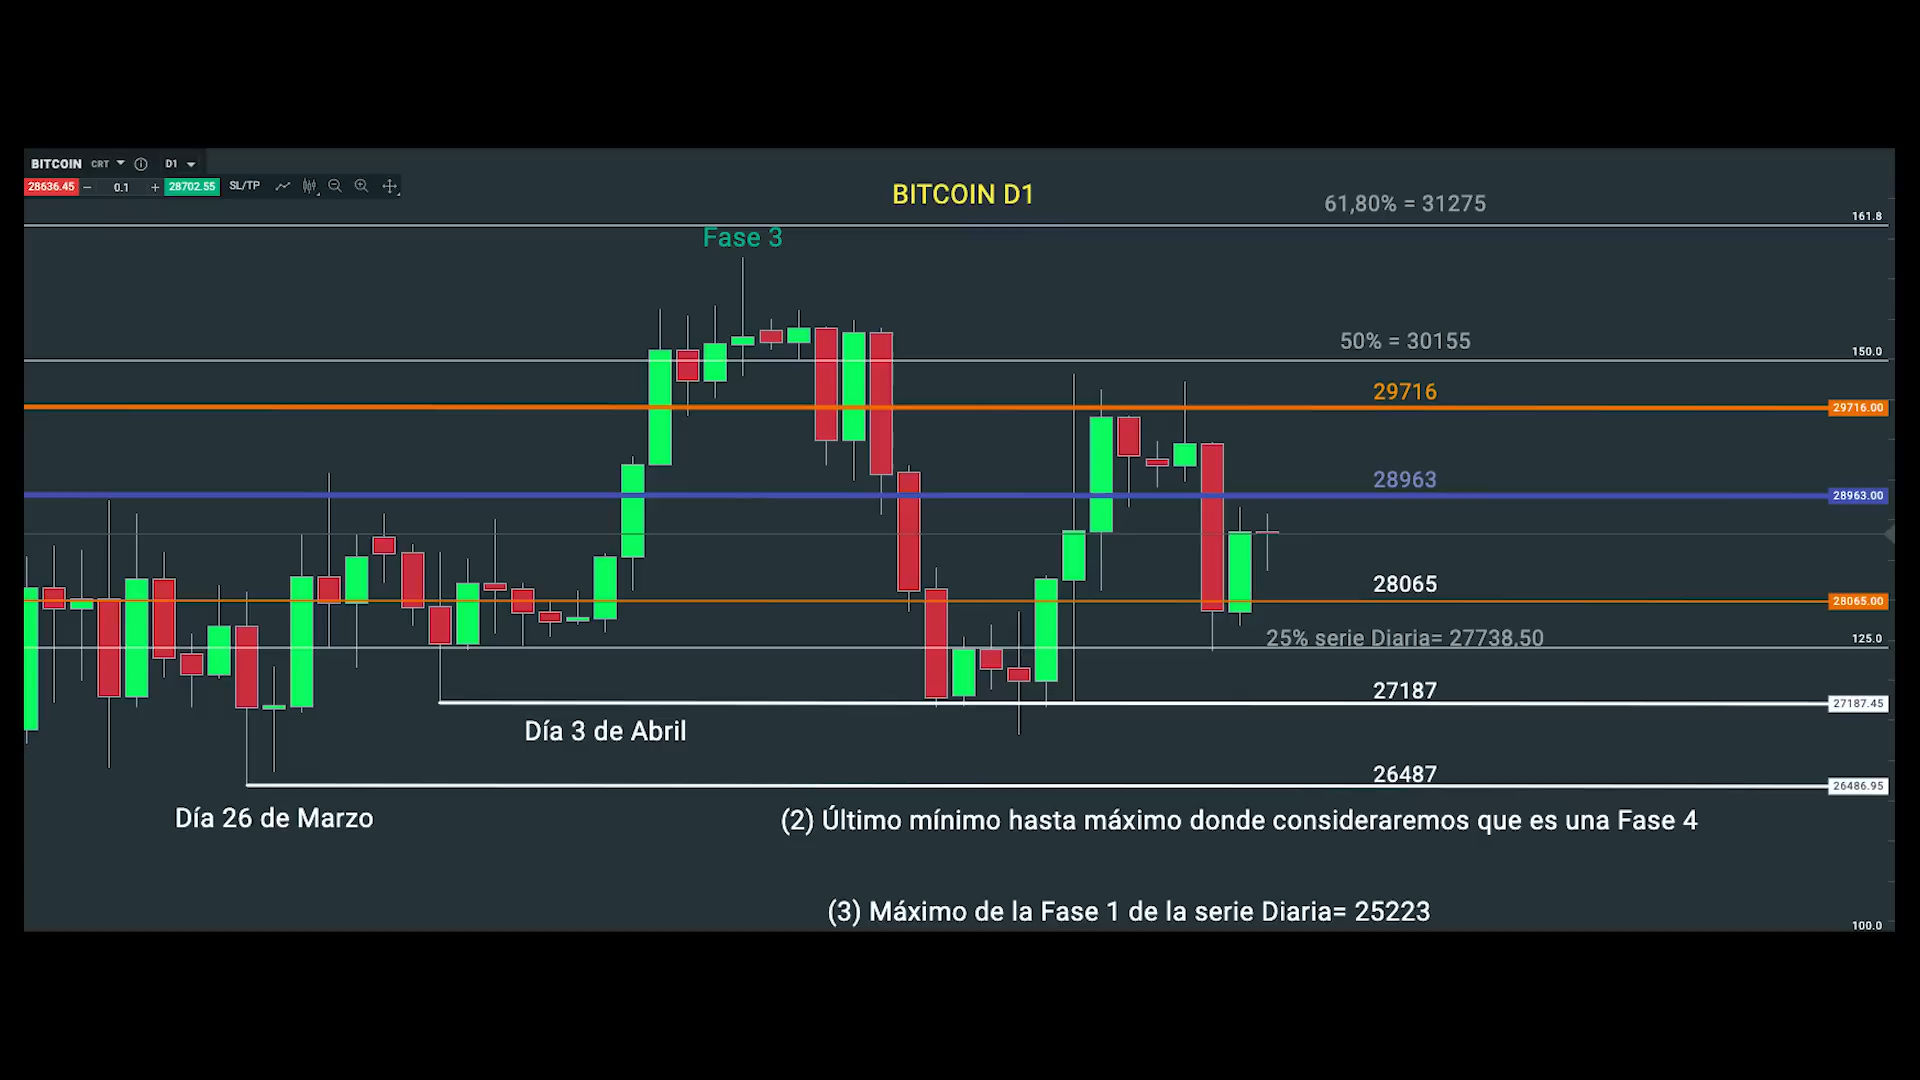 BITCOIN CRT D1
28636.45 0.1 28702.55 SL/TP
BITCOIN D1
61,80% = 31275
161.8
Fase 3
50% = 30155
150.0
29716
29716.00
28963
28963.00
28065
28065.00
25% serie Diaria= 27738,50
125.0
27187
27187.45
Día 3 de Abril
26487
26486.95
Día 26 de Marzo
(2) Último mínimo hasta máximo donde consideraremos que es una Fase 4
(3) Máximo de la Fase 1 de la serie Diaria= 25223
100.0